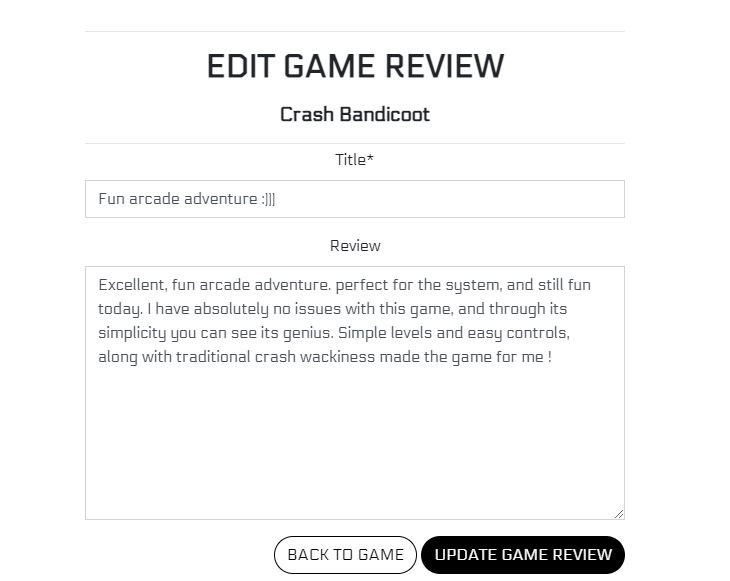 EDIT GAME REVIEW
Crash Bandicoot
Title*
Fun arcade adventure :)))
Review
Excellent, fun arcade adventure. perfect for the system, and still fun
today. I have absolutely no issues with this game, and through its
simplicity you can see its genius. Simple levels and easy controls,
along with traditional crash wackiness made the game for me !
BACK TO GAME UPDATE GAME REVIEW